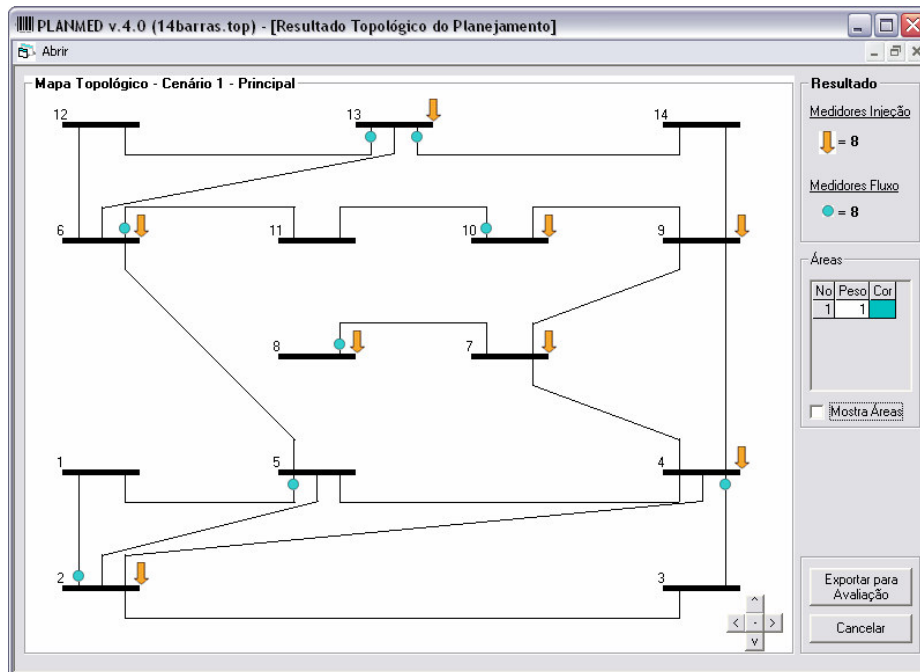 PLANMED v.4.0 (14barras.top) - [Resultado Topológico do Planejamento]
Abrir
Mapa Topológico - Cenário 1 - Principal
12
13
14
6
11
10
9
8
7
1
5
4
2
3
Resultado
Medidores Injeção
= 8
Medidores Fluxo
= 8
Áreas
No Peso Cor
1 1
Mostra Áreas
Exportar para
Avaliação
Cancelar